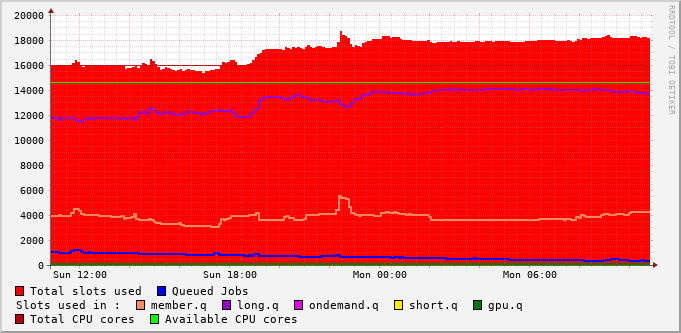 RRDTOOL / TOBI OETIKER
20000
18000
16000
14000
12000
10000
8000
6000
4000
2000
0
Sun 12:00 Sun 18:00 Mon 00:00 Mon 06:00
Total slots used Queued Jobs
Slots used in : member.q long.q ondemand.q short.q gpu.q
Total CPU cores Available CPU cores